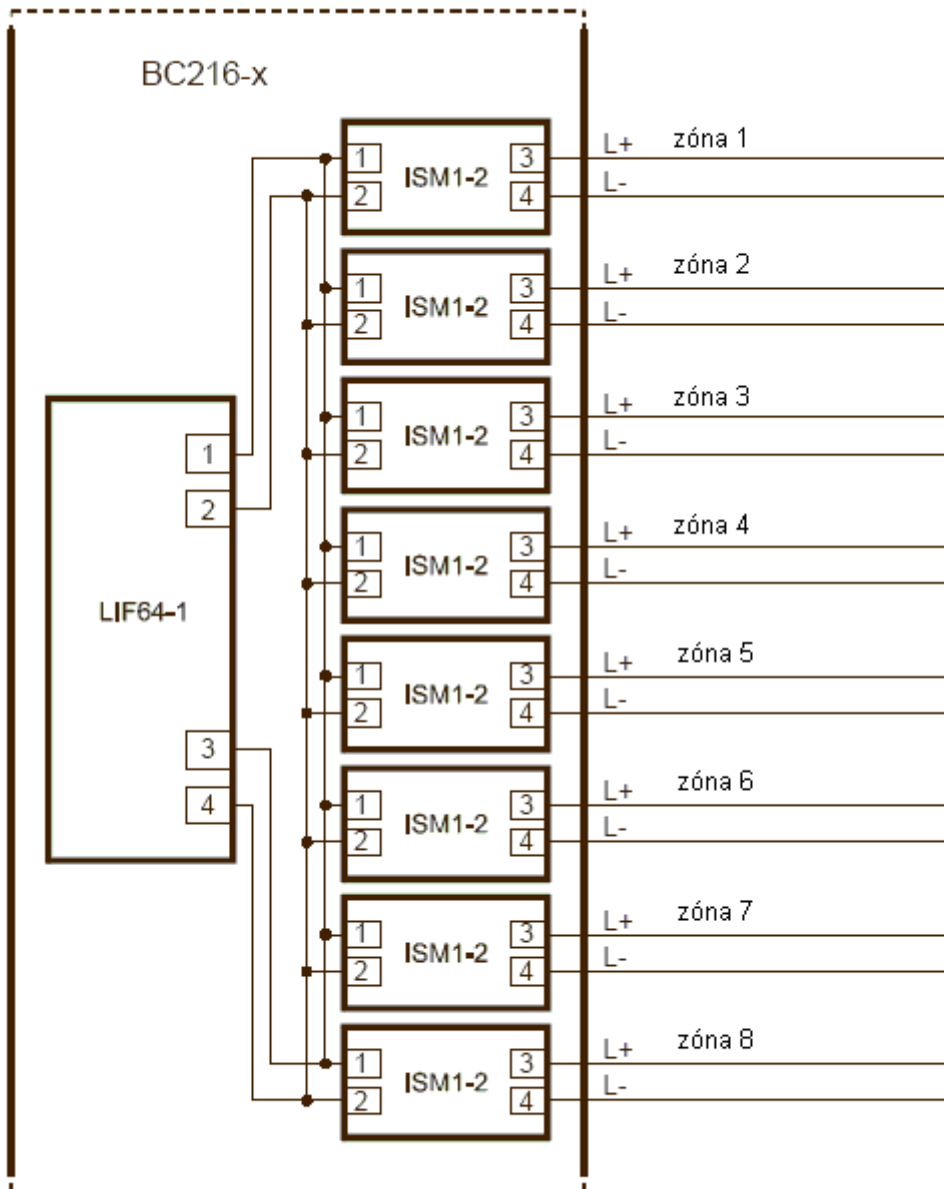 BC216-x
1 ISM1-2 3 L+ zóna 1
2 4 L-
1 ISM1-2 3 L+ zóna 2
2 4 L-
1 ISM1-2 3 L+ zóna 3
2 4 L-
1 ISM1-2 3 L+ zóna 4
2 4 L-
1 ISM1-2 3 L+ zóna 5
2 4 L-
1 ISM1-2 3 L+ zóna 6
2 4 L-
1 ISM1-2 3 L+ zóna 7
2 4 L-
1 ISM1-2 3 L+ zóna 8
2 4 L-
1
2
LIF64-1
3
4